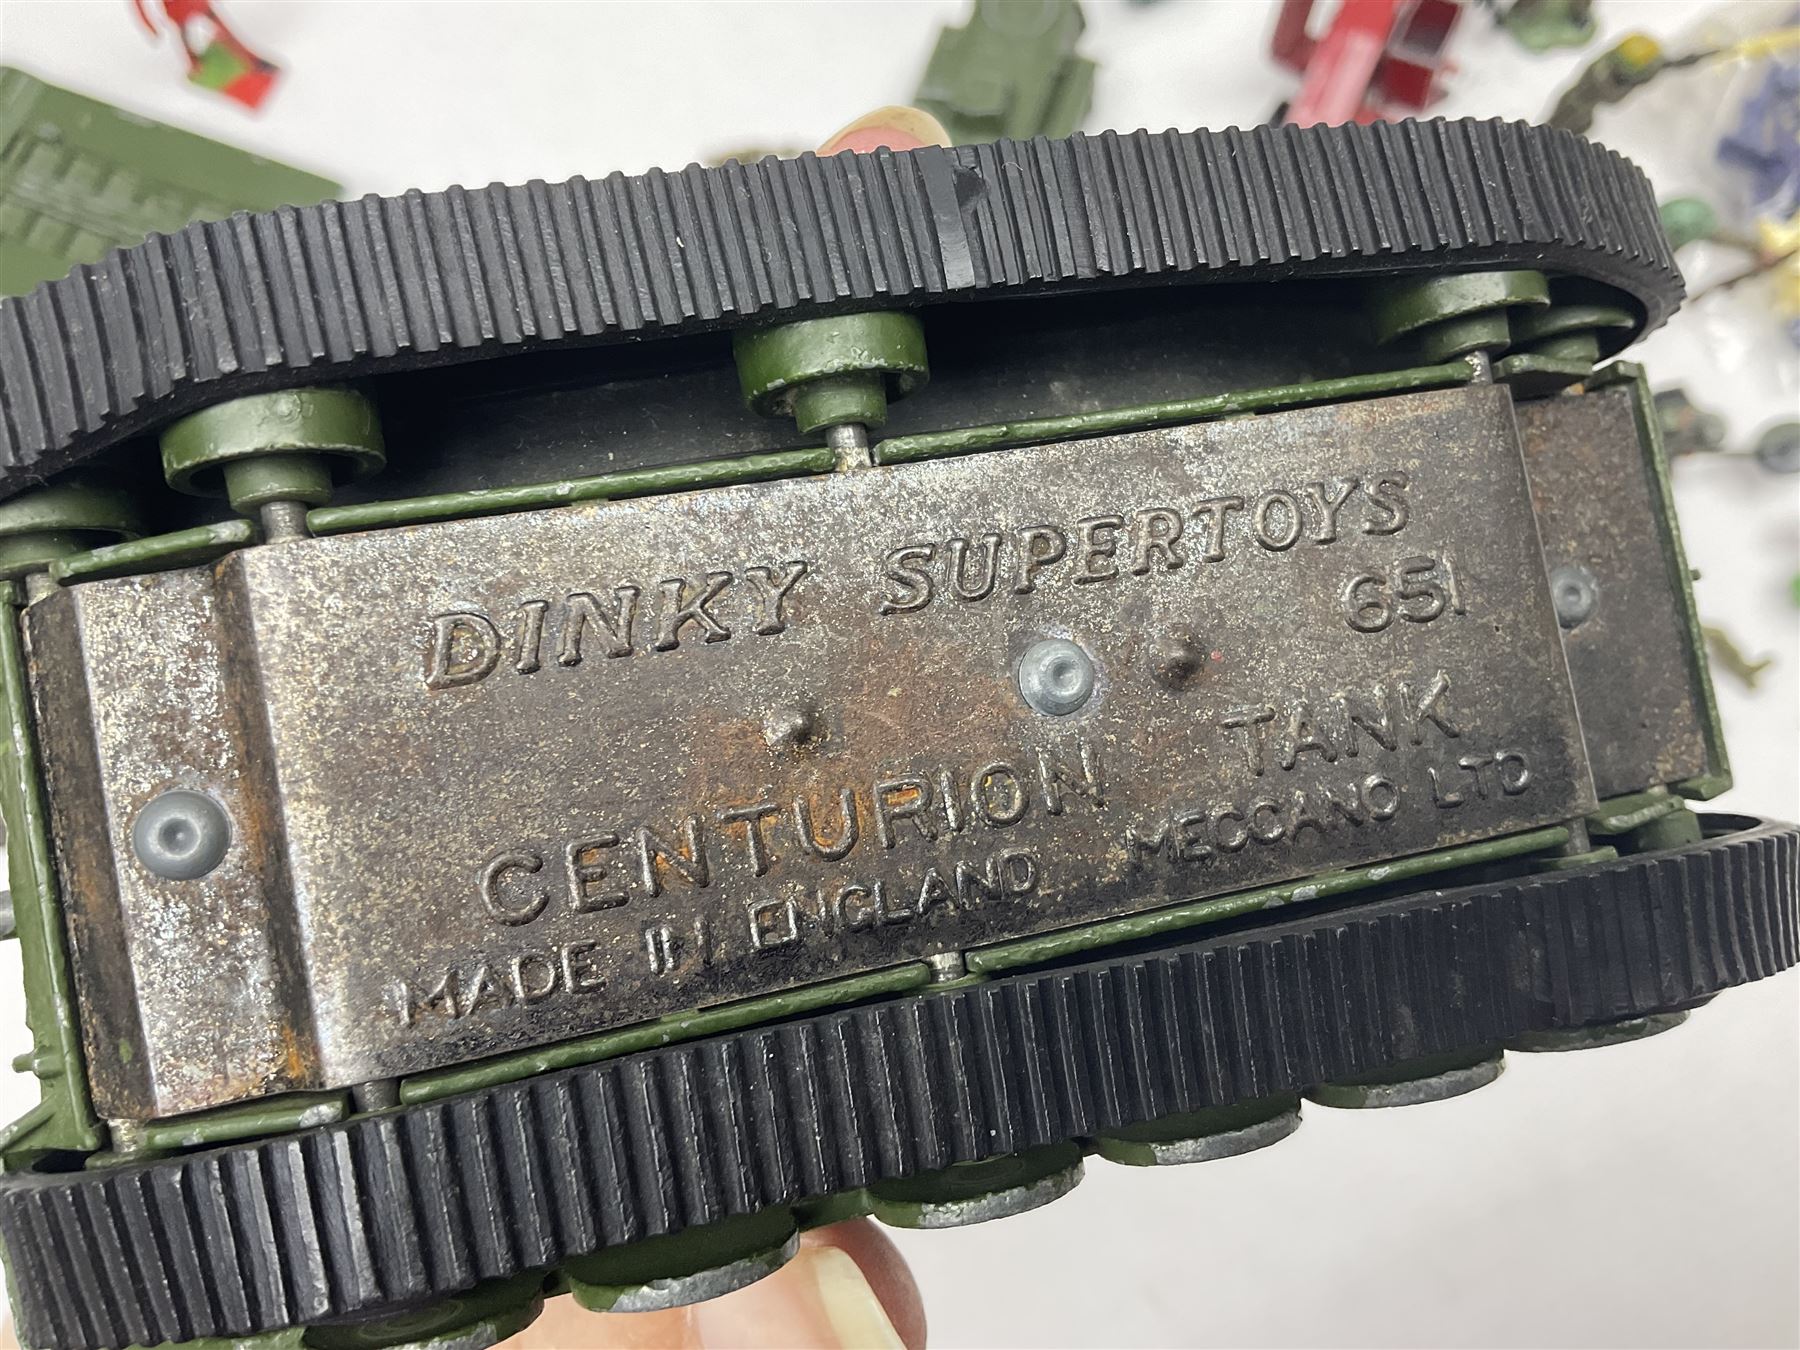 DINKY SUPERTOYS
651
CENTURION TANK
MADE IN ENGLAND MECCANO LTD